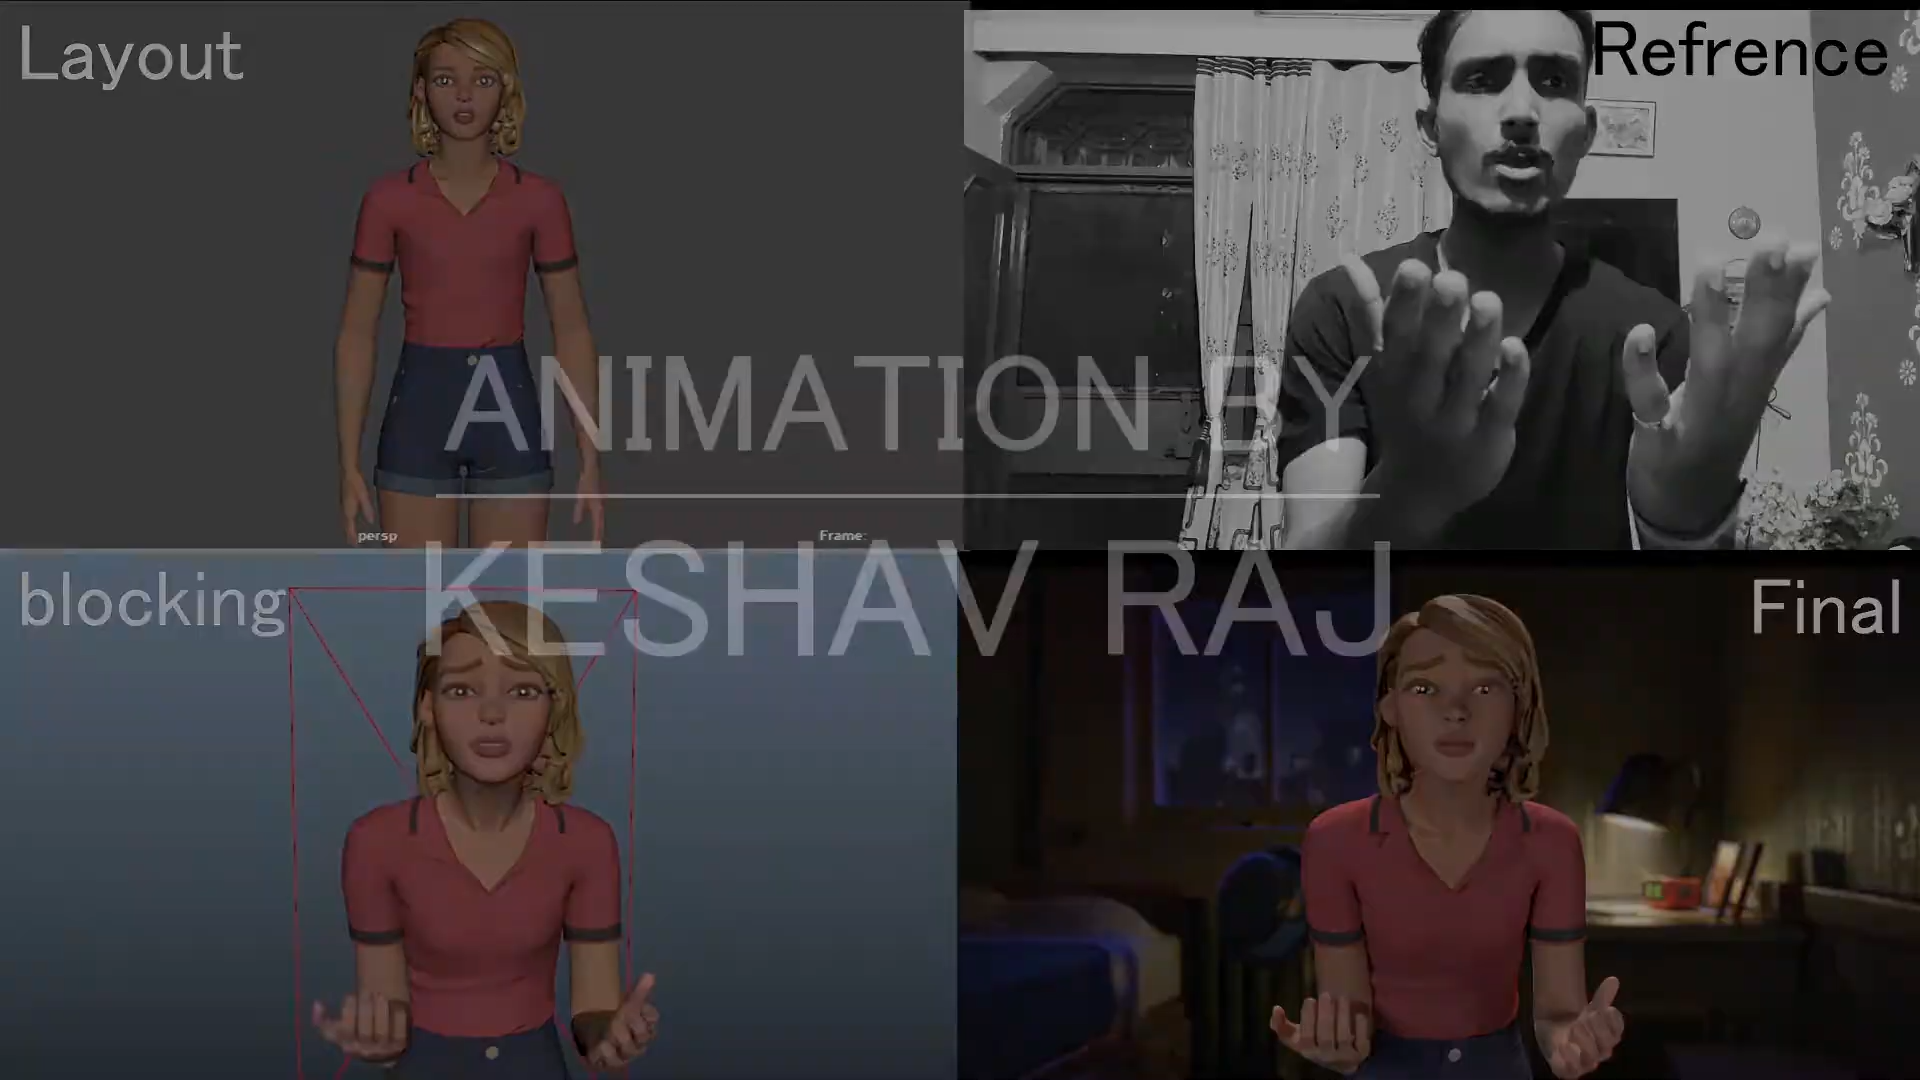 Layout
Refrence
ANIMATION BY
persp
Frame:
KESHAV RAJ
blocking
Final